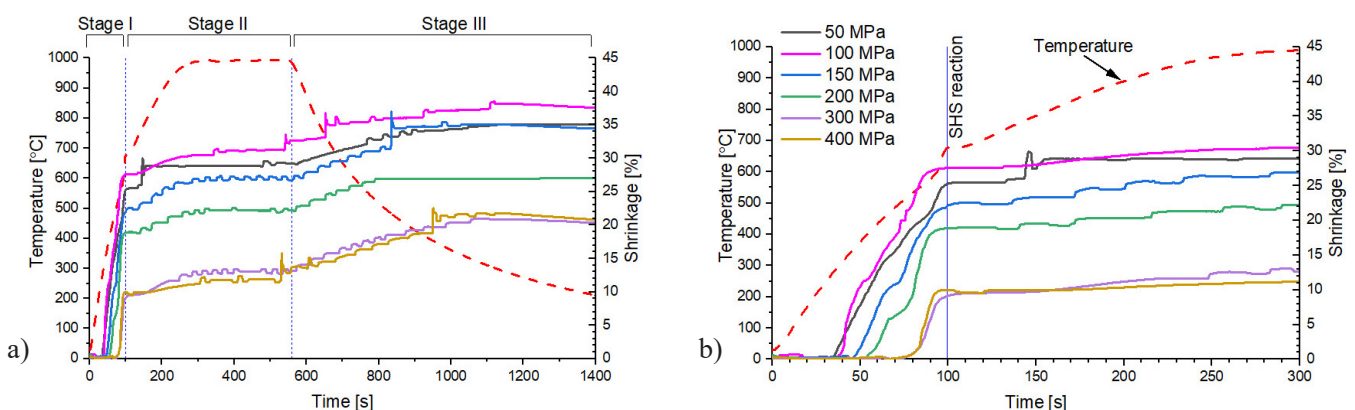 Stage I Stage II Stage III
1000 900 800 700 600 500 400 300 200 100 0
Temperature [°C]
45 40 35 30 25 20 15 10 5 0
Shrinkage [%]
0 200 400 600 800 1000 1200 1400
Time [s]
a)
50 MPa
100 MPa
150 MPa
200 MPa
300 MPa
400 MPa
Temperature
SHS reaction
1000 900 800 700 600 500 400 300 200 100 0
Temperature [°C]
45 40 35 30 25 20 15 10 5 0
Shrinkage [%]
0 50 100 150 200 250 300
Time [s]
b)